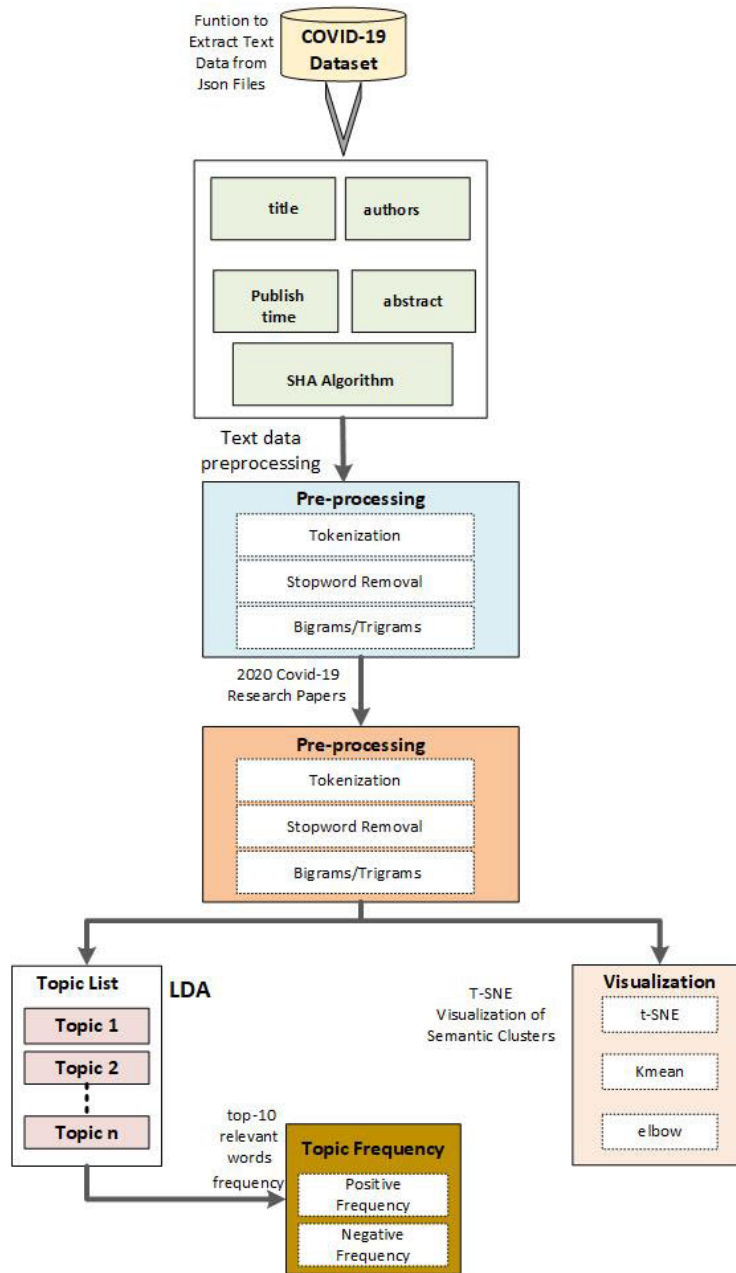 Funtion to
Extract Text
Data from
Json Files
COVID-19
Dataset
title
authors
Publish
time
abstract
SHA Algorithm
Text data
preprocessing
Pre-processing
Tokenization
Stopword Removal
Bigrams/Trigrams
2020 Covid-19
Research Papers
Pre-processing
Tokenization
Stopword Removal
Bigrams/Trigrams
Topic List
LDA
Topic 1
Topic 2
Topic n
T-SNE
Visualization of
Semantic Clusters
Visualization
t-SNE
Kmean
elbow
top-10
relevant
words
frequency
Topic Frequency
Positive
Frequency
Negative
Frequency